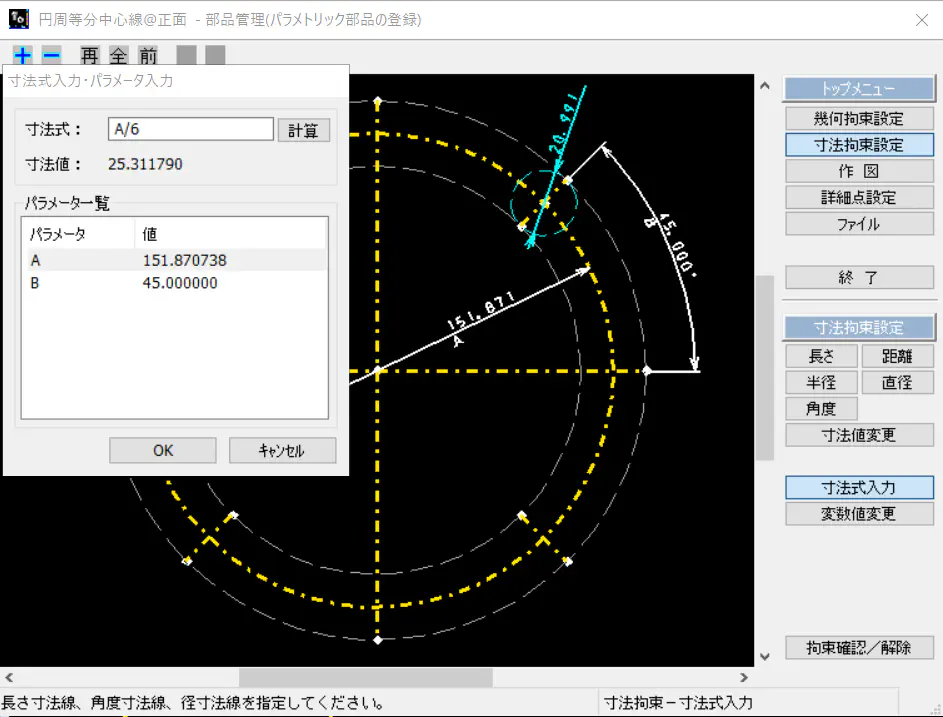 円周等分中心線@正面 - 部品管理(パラメトリック部品の登録)
再 全 前
寸法式入力・パラメータ入力
寸法式： A/6 計算
寸法値： 25.311790
パラメーター覧
パラメータ 値
A 151.870738
B 45.000000
OK キャンセル
20.991
45.000°
B
151.871
A
トップメニュー
幾何拘束設定
寸法拘束設定
作 図
詳細点設定
ファイル
終 了
寸法拘束設定
長さ 距離
半径 直径
角度
寸法値変更
寸法式入力
変数値変更
拘束確認／解除
長さ寸法線、角度寸法線、径寸法線を指定してください。
寸法拘束－寸法式入力